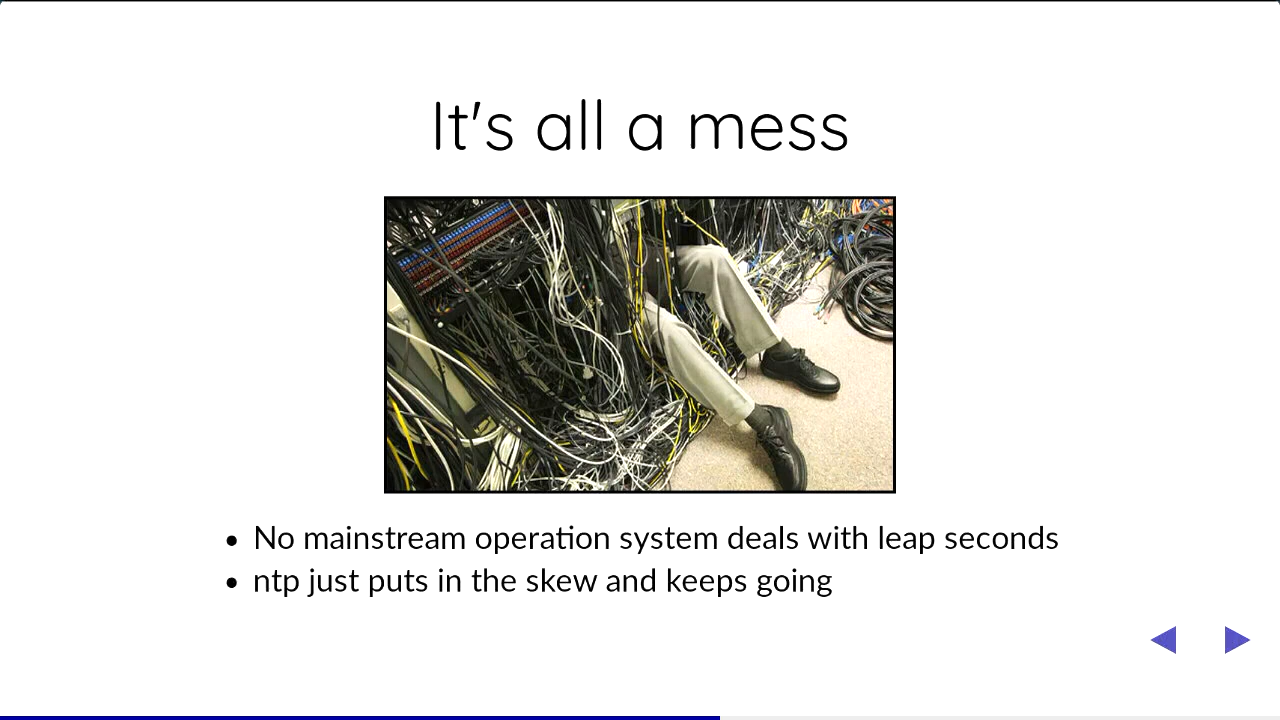 It's all a mess
No mainstream operation system deals with leap seconds
ntp just puts in the skew and keeps going